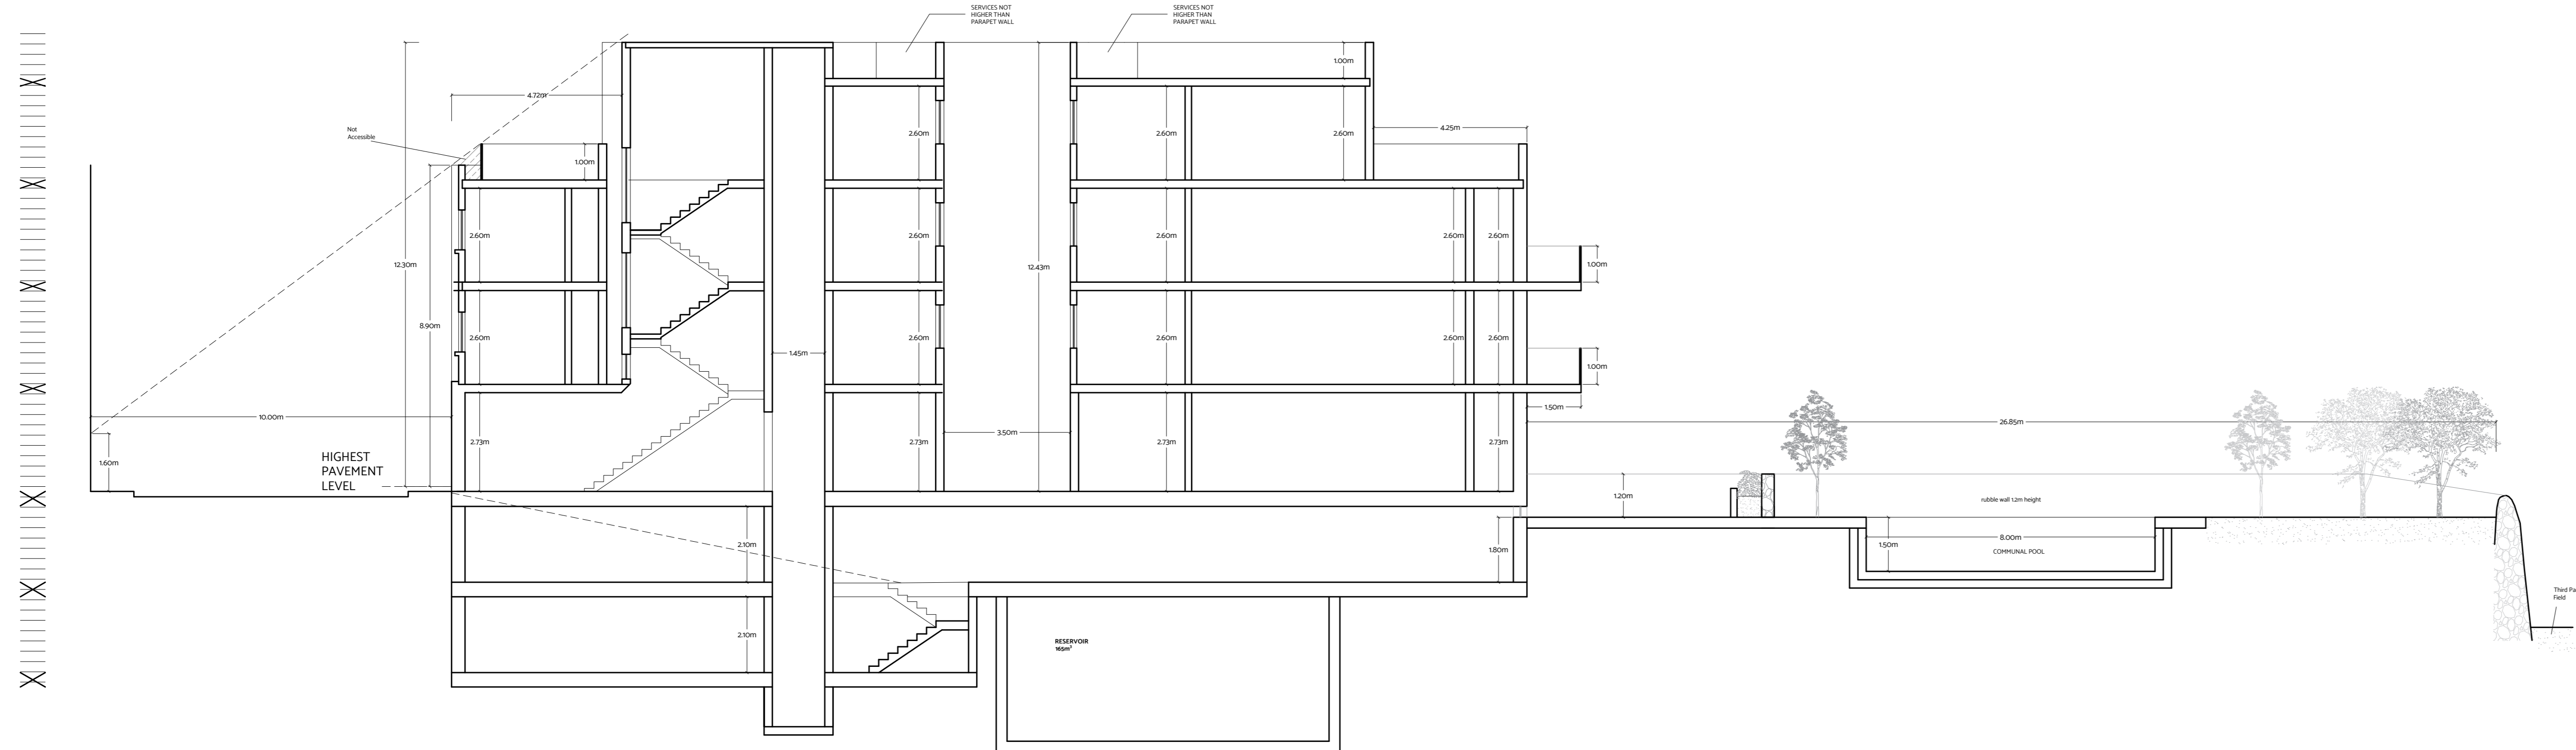 SERVICES NOT
HIGHER THAN
PARAPET WALL
SERVICES NOT
HIGHER THAN
PARAPET WALL
1.00m
4.72m
Not
Accessible
2.60m
2.60m
2.60m
4.25m
1.00m
2.60m
2.60m
2.60m
2.60m
2.60m
12.30m
12.43m
1.00m
8.90m
2.60m
2.60m
2.60m
2.60m
2.60m
1.45m
1.00m
1.50m
10.00m
26.85m
3.50m
2.73m
2.73m
2.73m
2.73m
HIGHEST
PAVEMENT
LEVEL
1.60m
1.20m
rubble wall 1.2m height
2.10m
1.80m
1.50m
8.00m
COMMUNAL POOL
Third Pa
Field
2.10m
RESERVOIR
165m³